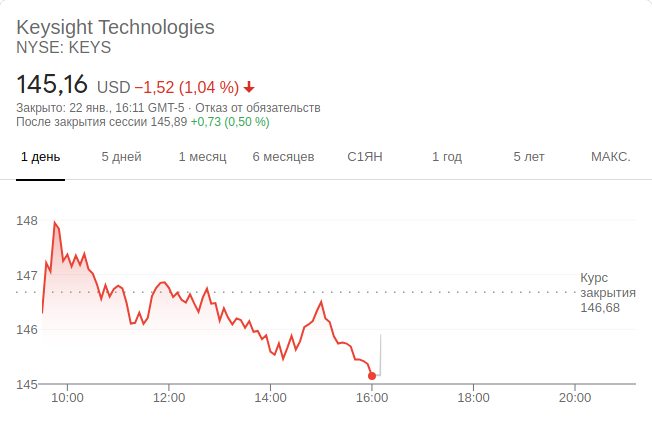 Keysight Technologies
NYSE: KEYS
145,16 USD −1,52 (1,04 %)
Закрыто: 22 янв., 16:11 GMT-5 · Отказ от обязательств
После закрытия сессии 145,89 +0,73 (0,50 %)
1 день 5 дней 1 месяц 6 месяцев С1ЯН 1 год 5 лет МАКС.
148
147
Курс
закрытия
146,68
146
145
10:00 12:00 14:00 16:00 18:00 20:00